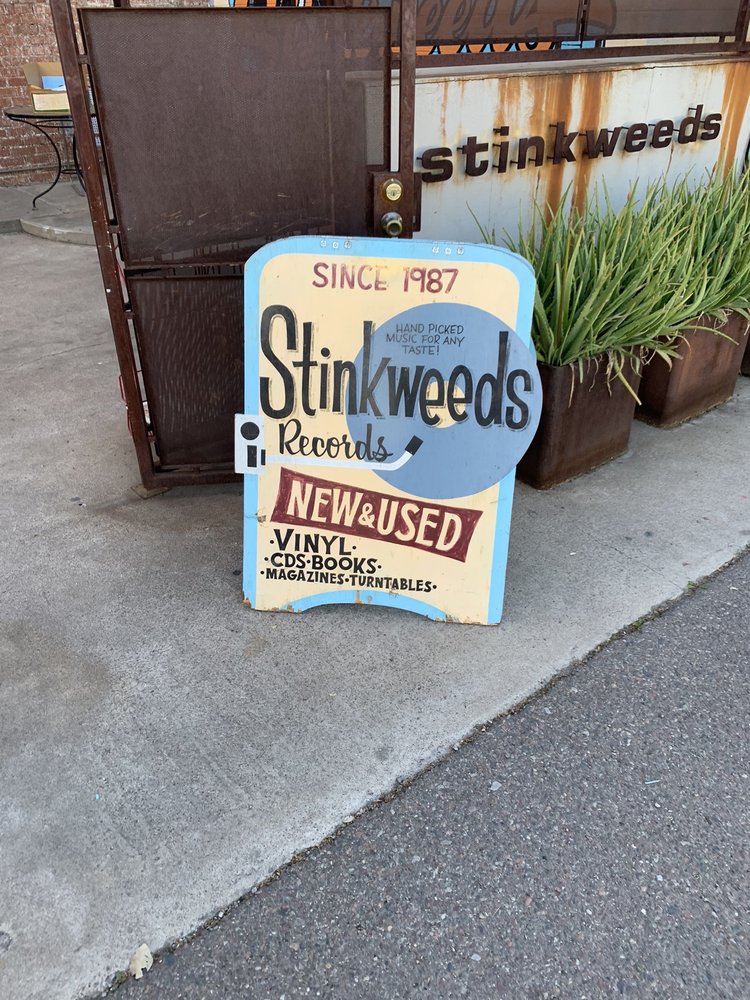 stinkweeds
SINCE 1987
HAND PICKED
MUSIC FOR ANY
TASTE!
Stinkweeds
Records
NEW & USED
·VINYL·
·CDS·BOOKS·
·MAGAZINES·TURNTABLES·